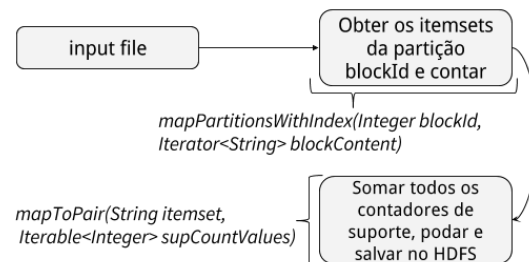 input file
Obter os itemsets
da partição
blockId e contar
mapPartitionsWithIndex(Integer blockId,
Iterator<String> blockContent)
mapToPair(String itemset,
Iterable<Integer> supCountValues)
Somar todos os
contadores de
suporte, podar e
salvar no HDFS